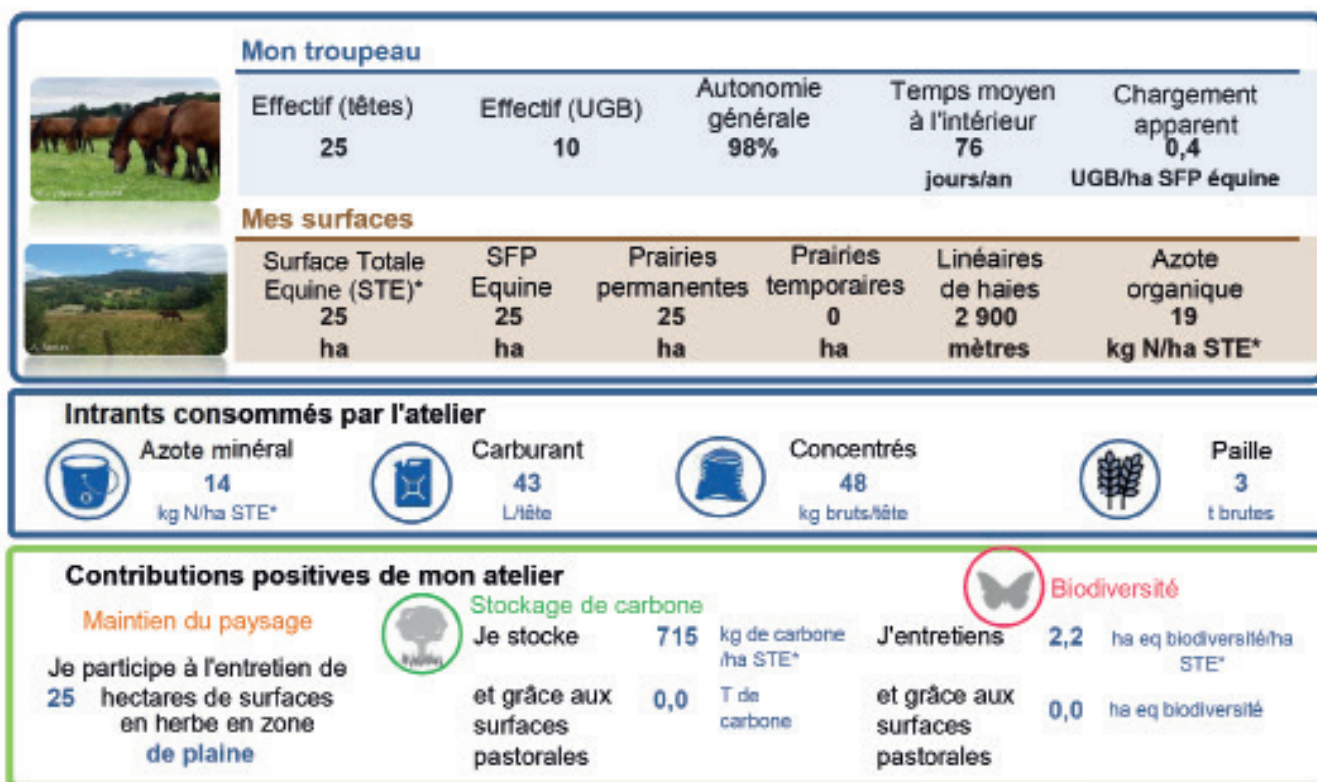 Mon troupeau
Effectif (têtes)
25
Effectif (UGB)
10
Autonomie
générale
98%
Temps moyen
à l'intérieur
76
jours/an
Chargement
apparent
0,4
UGB/ha SFP équine
Mes surfaces
Surface Totale
Equine (STE)*
25
ha
SFP
Equine
25
ha
Prairies
permanentes
25
ha
Prairies
temporaires
0
ha
Linéaires
de haies
2 900
mètres
Azote
organique
19
kg N/ha STE*
Intrants consommés par l'atelier
Azote minéral
14
kg N/ha STE*
Carburant
43
L/tête
Concentrés
48
kg bruts/tête
Paille
3
t brutes
Contributions positives de mon atelier
Maintien du paysage
Je participe à l'entretien de
25 hectares de surfaces
en herbe en zone
de plaine
Stockage de carbone
Je stocke 715 kg de carbone
/ha STE*
et grâce aux
surfaces
pastorales
0,0 T de
carbone
Biodiversité
J'entretiens 2,2 ha eq biodiversité/ha
STE*
et grâce aux
surfaces
pastorales
0,0 ha eq biodiversité